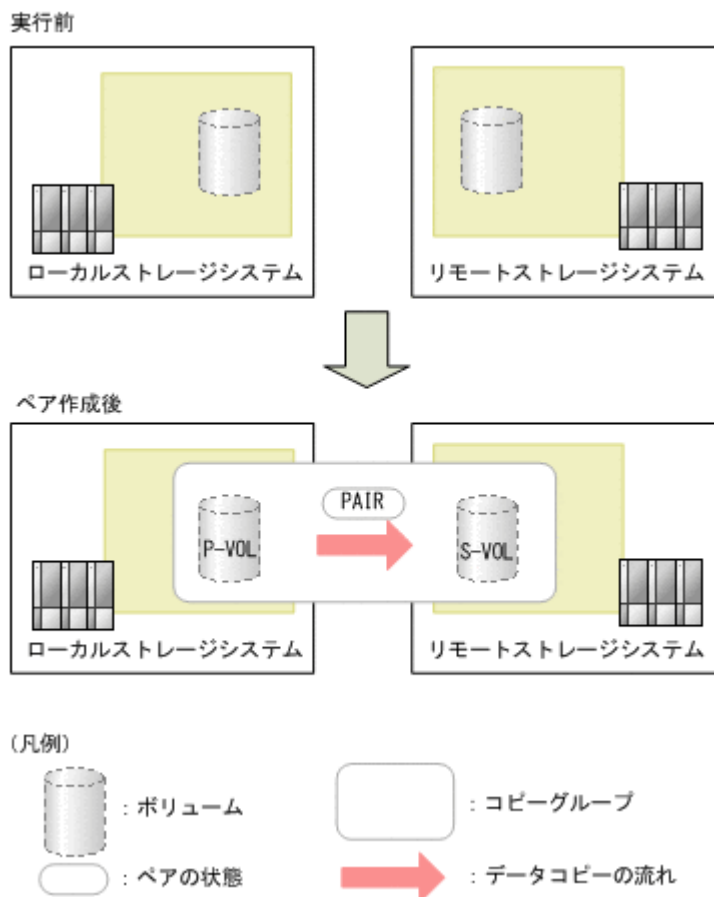 実行前
ローカルストレージシステム
リモートストレージシステム
ペア作成後
PAIR
P-VOL
S-VOL
ローカルストレージシステム
リモートストレージシステム
(凡例)
：ボリューム
：コピーグループ
：ペアの状態
：データコピーの流れ